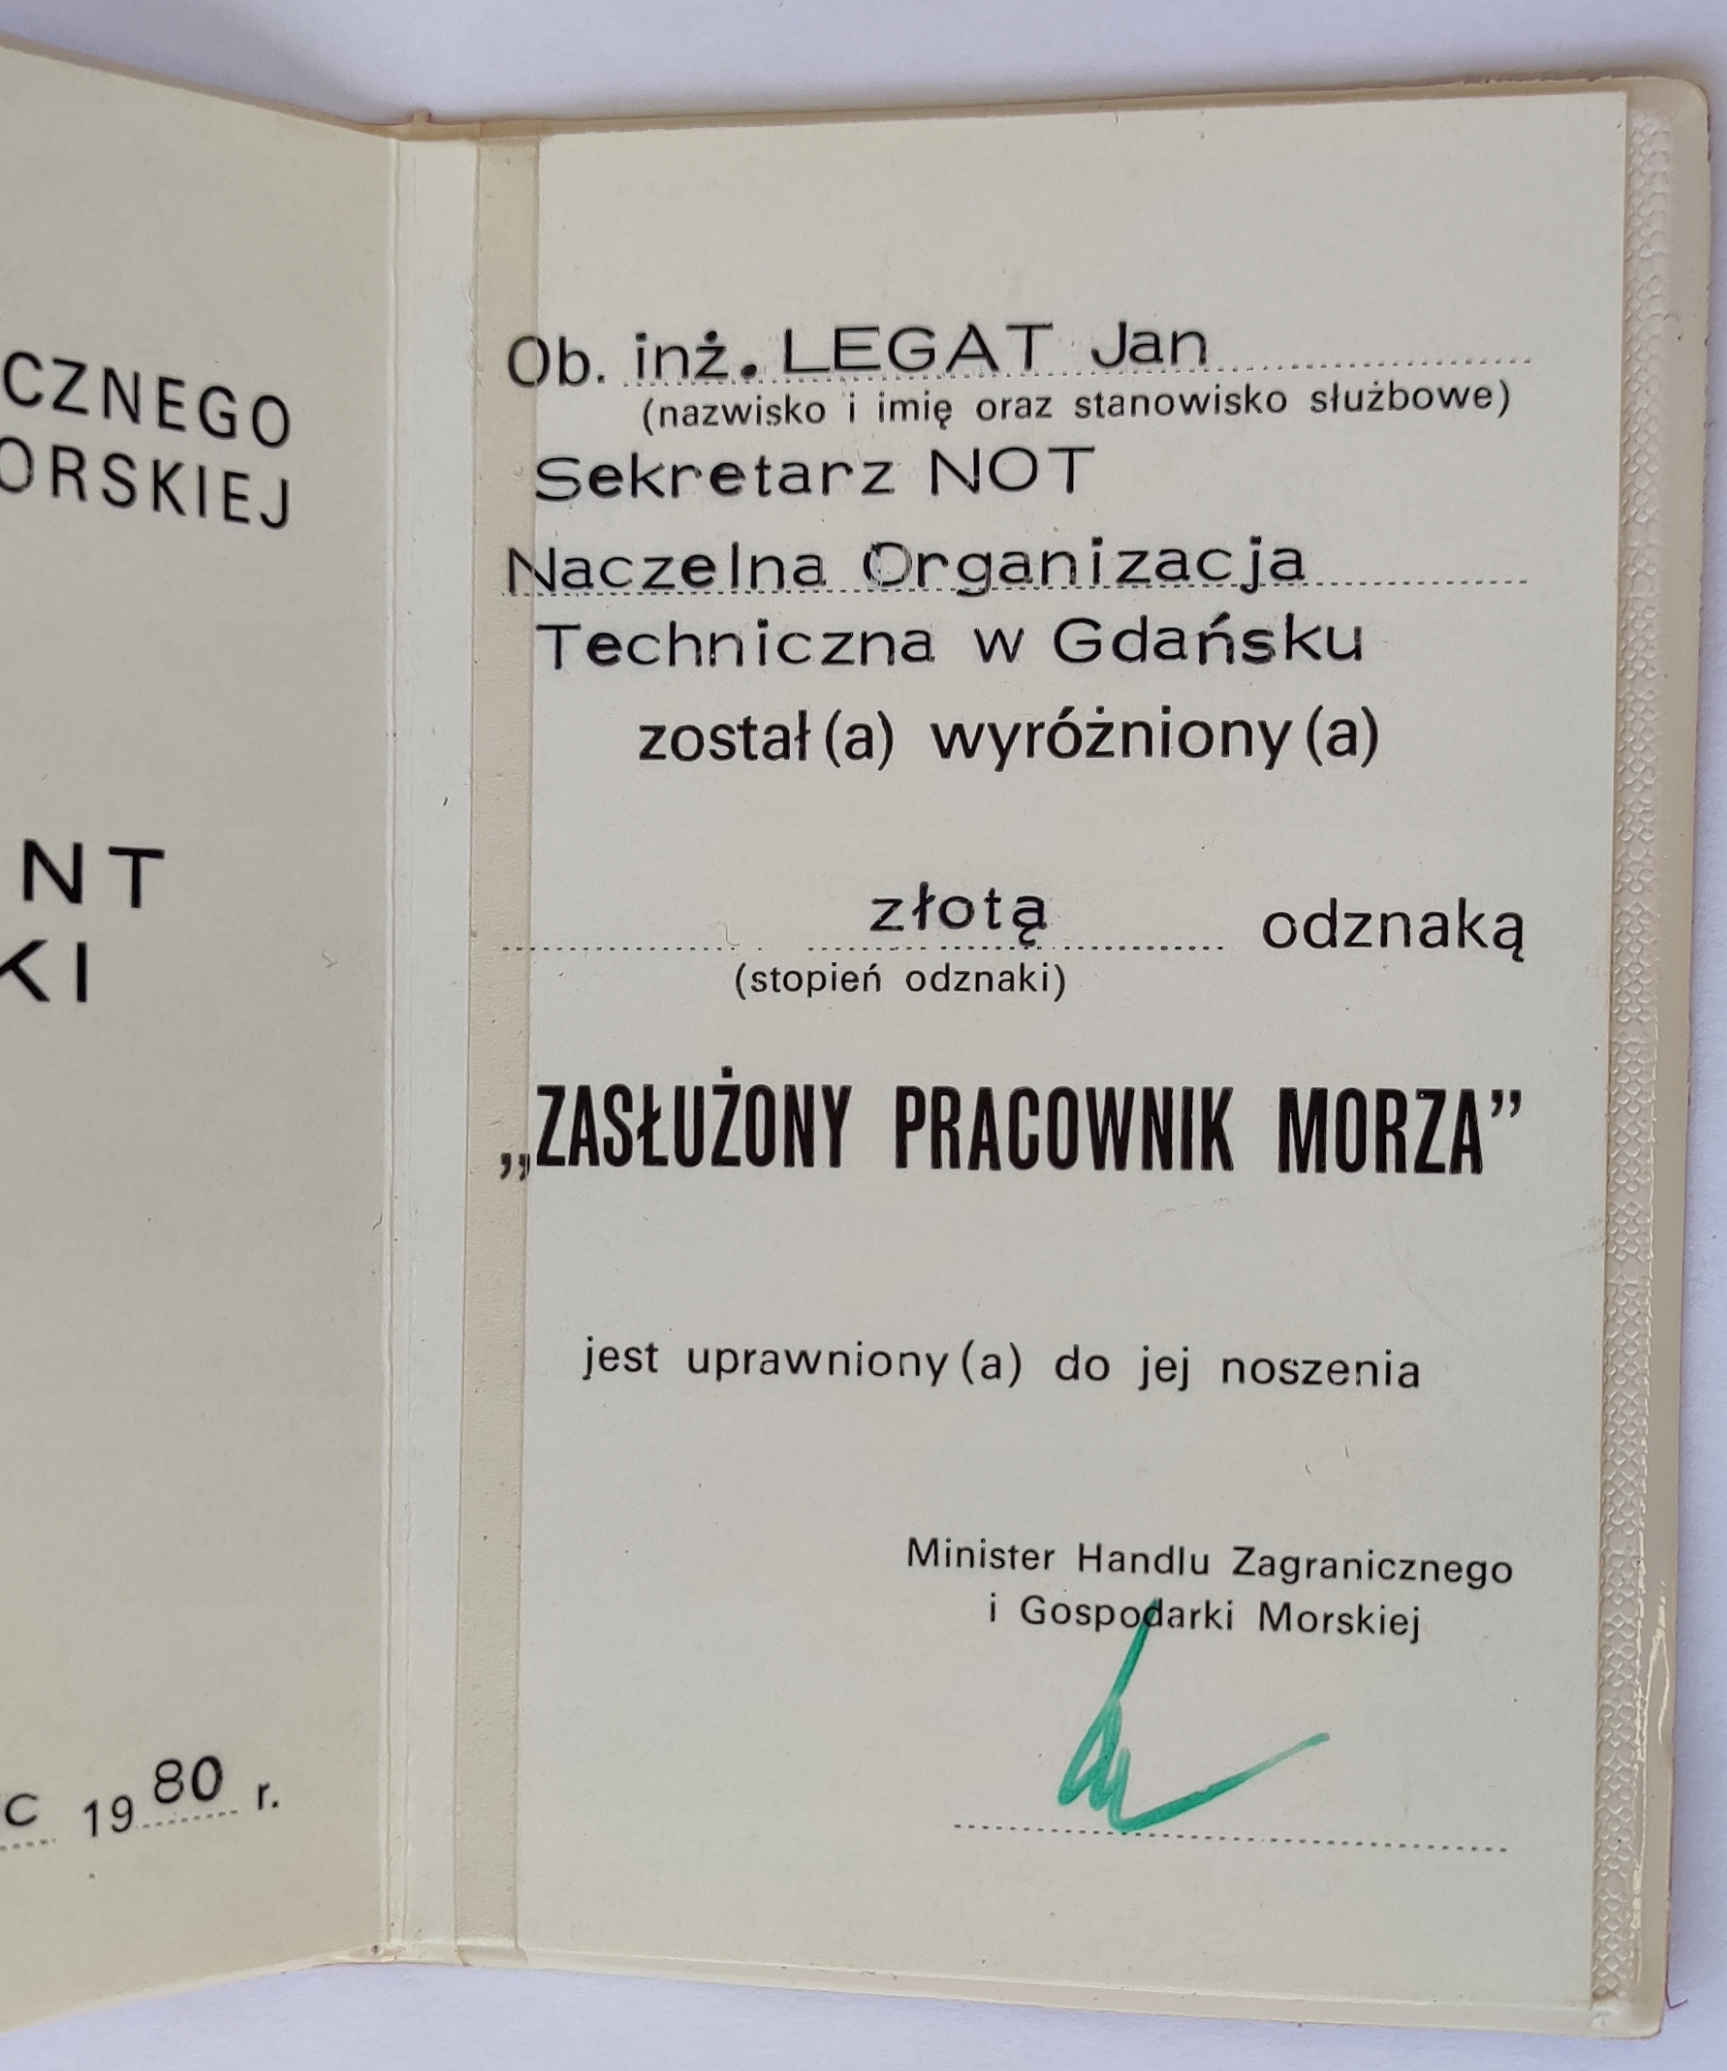 CZNEGO
ORSKIEJ
NT
KI
c 1980 r.
Ob. inż. LEGAT Jan
(nazwisko i imię oraz stanowisko służbowe)
Sekretarz NOT
Naczelna Organizacja
Techniczna w Gdańsku
został(a) wyróżniony(a)
złotą odznaką
(stopień odznaki)
„ZASŁUŻONY PRACOWNIK MORZA”
jest uprawniony(a) do jej noszenia
Minister Handlu Zagranicznego
i Gospodarki Morskiej